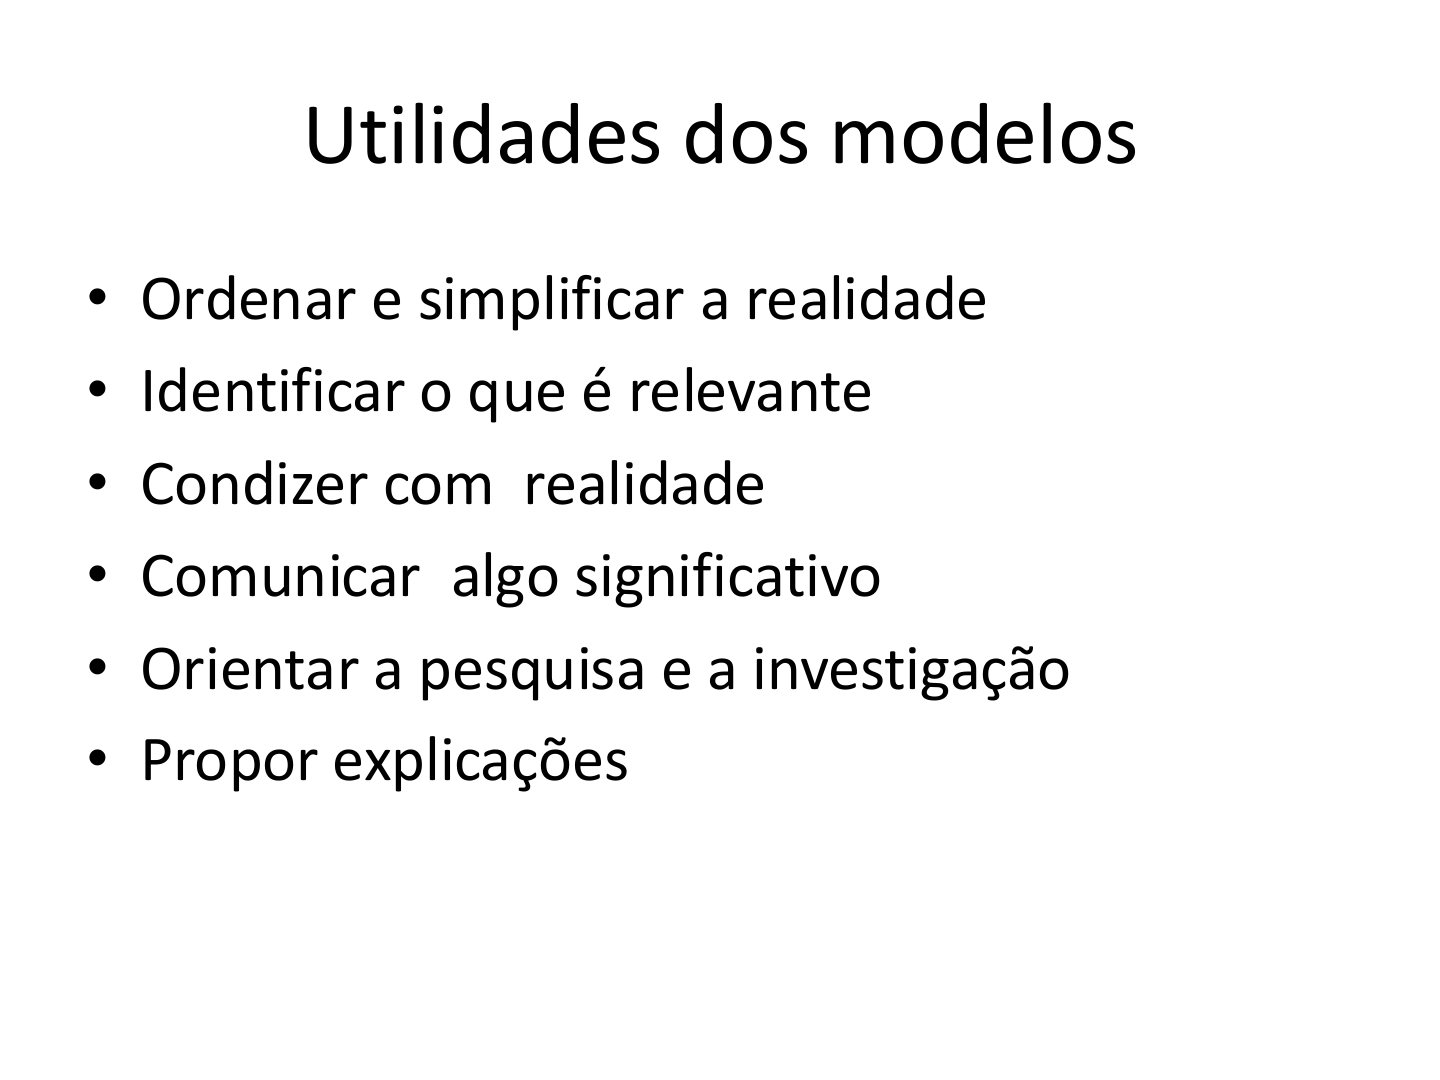 Utilidades dos modelos
• Ordenar e simplificar a realidade
• Identificar o que é relevante
• Condizer com  realidade
• Comunicar  algo significativo
• Orientar a pesquisa e a investigação
• Propor explicações